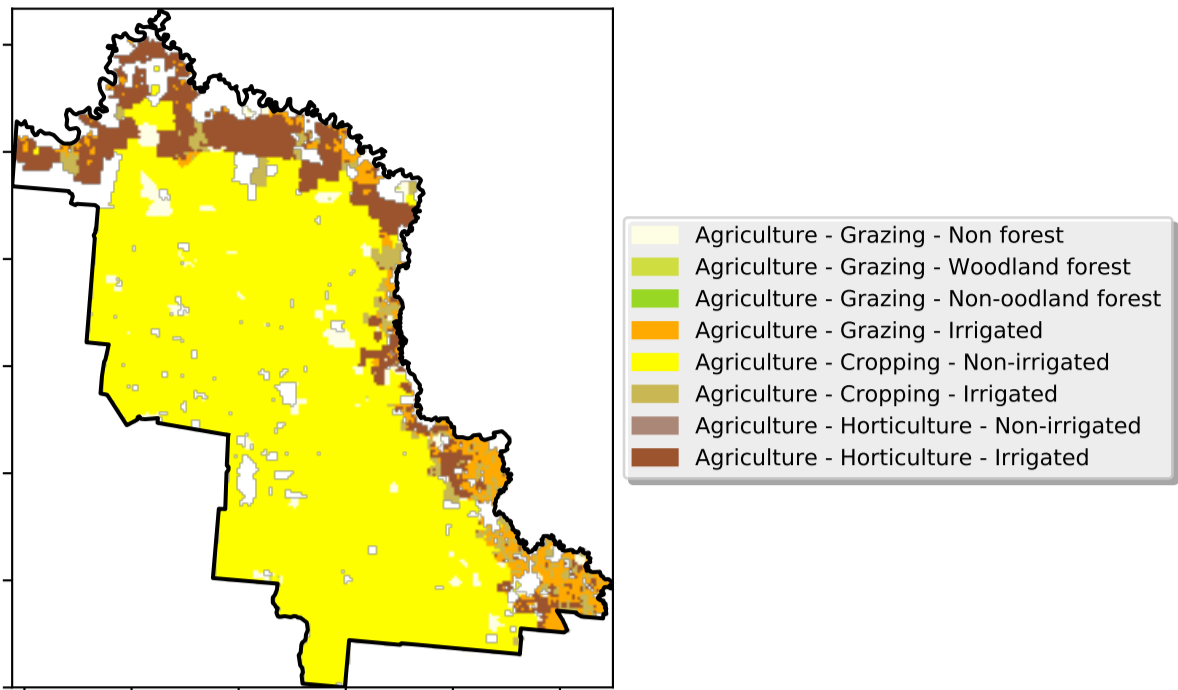 Agriculture - Grazing - Non forest
Agriculture - Grazing - Woodland forest
Agriculture - Grazing - Non-oodland forest
Agriculture - Grazing - Irrigated
Agriculture - Cropping - Non-irrigated
Agriculture - Cropping - Irrigated
Agriculture - Horticulture - Non-irrigated
Agriculture - Horticulture - Irrigated